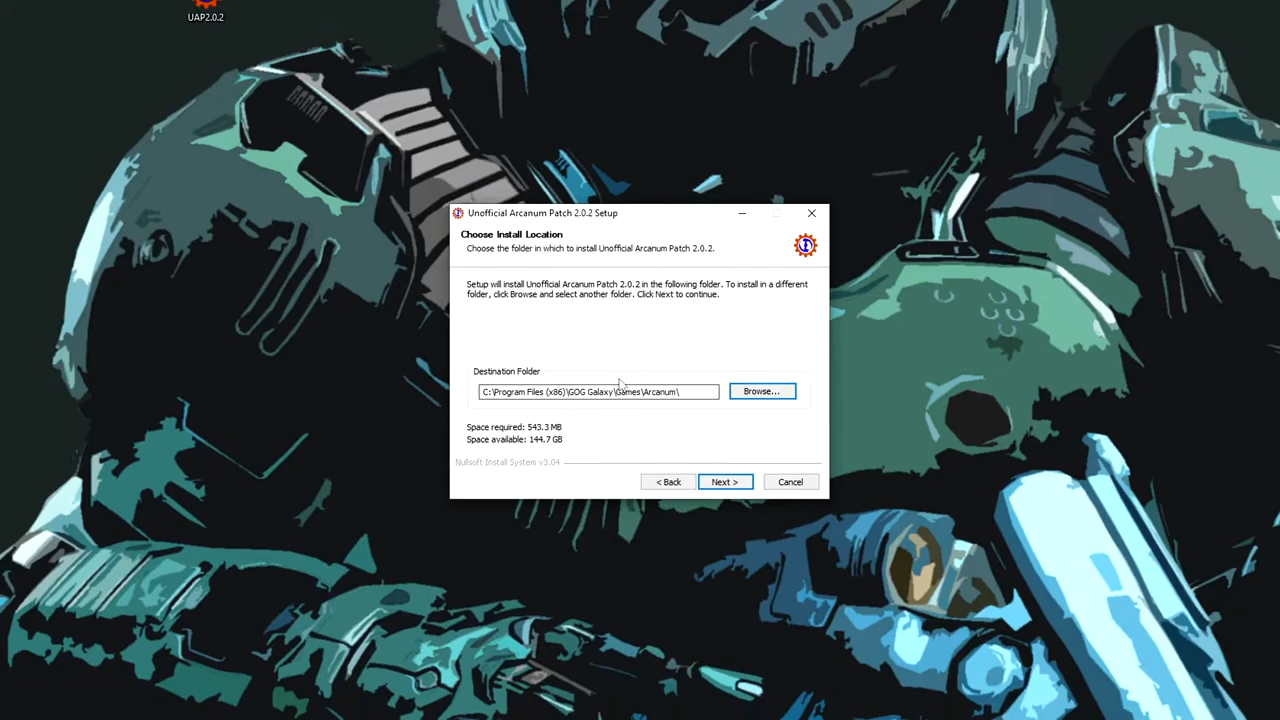 UAP2.0.2
Unofficial Arcanum Patch 2.0.2 Setup
Choose Install Location
Choose the folder in which to install Unofficial Arcanum Patch 2.0.2.
Setup will install Unofficial Arcanum Patch 2.0.2 in the following folder. To install in a different
folder, click Browse and select another folder. Click Next to continue.
Destination Folder
C:\Program Files (x86)\GOG Galaxy\Games\Arcanum\
Browse...
Space required: 543.3 MB
Space available: 144.7 GB
Nullsoft Install System v3.04
< Back
Next >
Cancel